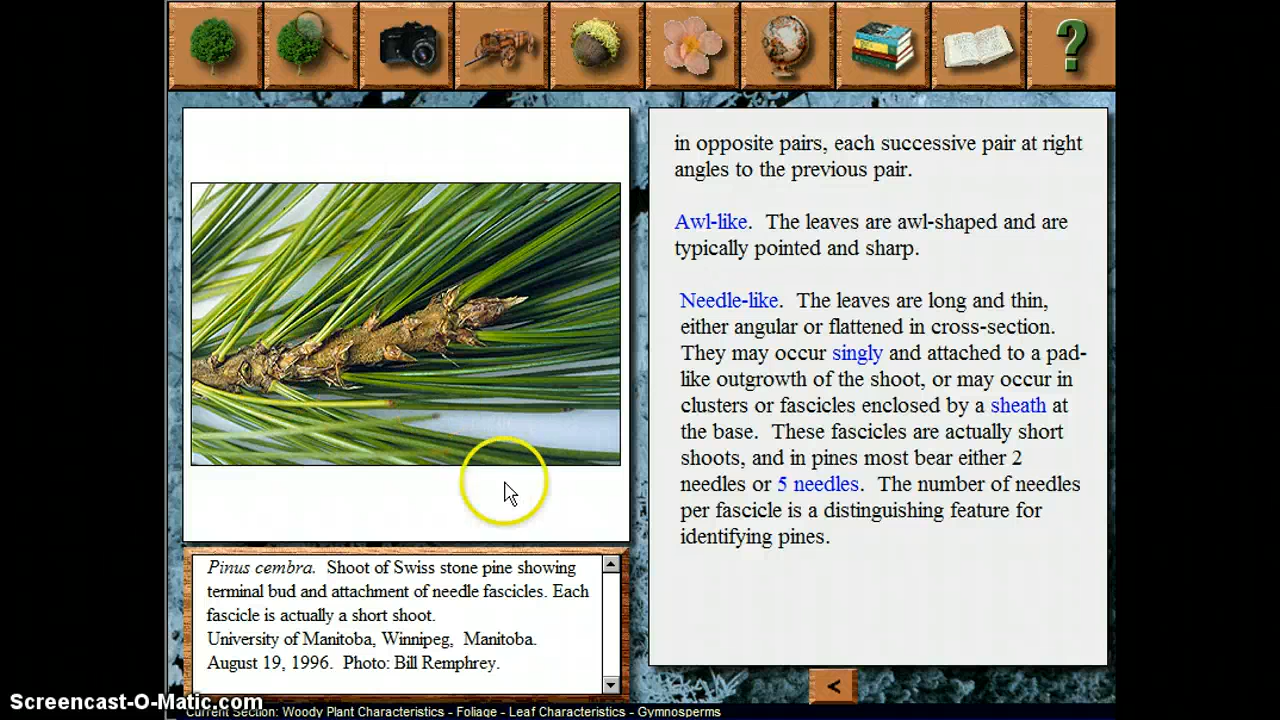 in opposite pairs, each successive pair at right
angles to the previous pair.
Awl-like. The leaves are awl-shaped and are
typically pointed and sharp.
Needle-like. The leaves are long and thin,
either angular or flattened in cross-section.
They may occur singly and attached to a pad-
like outgrowth of the shoot, or may occur in
clusters or fascicles enclosed by a sheath at
the base. These fascicles are actually short
shoots, and in pines most bear either 2
needles or 5 needles. The number of needles
per fascicle is a distinguishing feature for
identifying pines.
Pinus cembra. Shoot of Swiss stone pine showing
terminal bud and attachment of needle fascicles. Each
fascicle is actually a short shoot.
University of Manitoba, Winnipeg, Manitoba.
August 19, 1996. Photo: Bill Remphrey.
<
Screencast-O-Matic.com
Current Section: Woody Plant Characteristics - Foliage - Leaf Characteristics - Gymnosperms